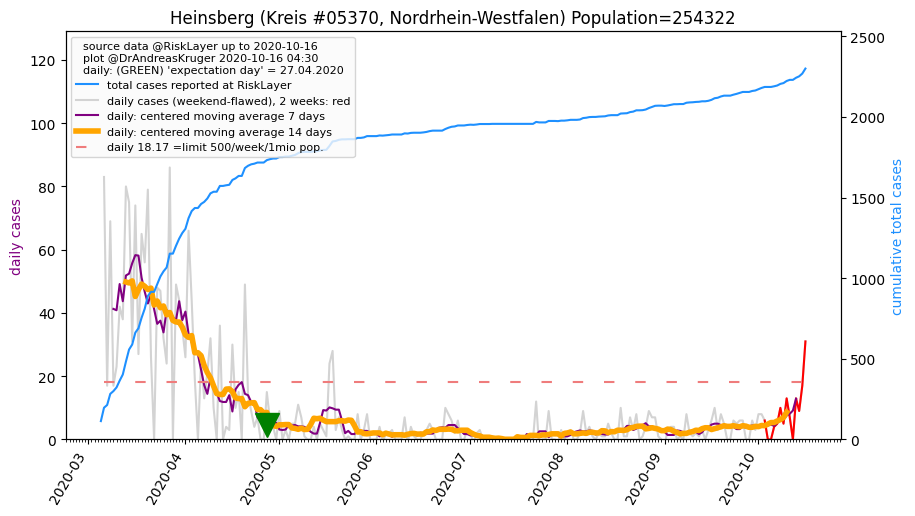 Heinsberg (Kreis #05370, Nordrhein-Westfalen) Population=254322
source data @RiskLayer up to 2020-10-16
plot @DrAndreasKruger 2020-10-16 04:30
daily: (GREEN) 'expectation day' = 27.04.2020
total cases reported at RiskLayer
daily cases (weekend-flawed), 2 weeks: red
daily: centered moving average 7 days
daily: centered moving average 14 days
daily 18.17 =limit 500/week/1mio pop.
daily cases
120
100
80
60
40
20
0
cumulative total cases
2500
2000
1500
1000
500
0
2020-03
2020-04
2020-05
2020-06
2020-07
2020-08
2020-09
2020-10